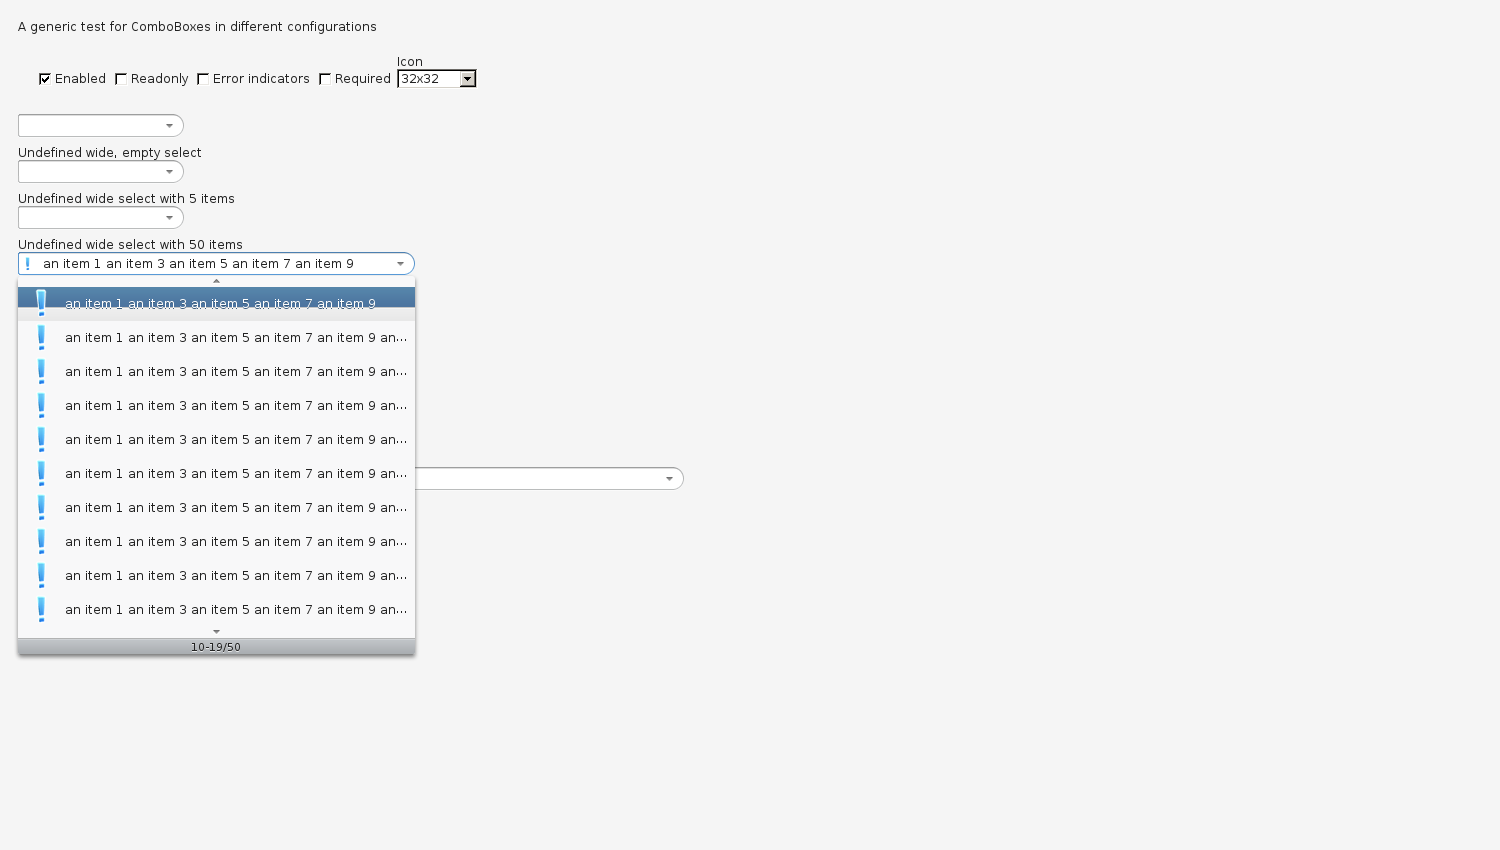 A generic test for ComboBoxes in different configurations
Icon
Enabled Readonly Error indicators Required 32x32
Undefined wide, empty select
Undefined wide select with 5 items
Undefined wide select with 50 items
an item 1 an item 3 an item 5 an item 7 an item 9
an item 1 an item 3 an item 5 an item 7 an item 9
an item 1 an item 3 an item 5 an item 7 an item 9 an...
an item 1 an item 3 an item 5 an item 7 an item 9 an...
an item 1 an item 3 an item 5 an item 7 an item 9 an...
an item 1 an item 3 an item 5 an item 7 an item 9 an...
an item 1 an item 3 an item 5 an item 7 an item 9 an...
an item 1 an item 3 an item 5 an item 7 an item 9 an...
an item 1 an item 3 an item 5 an item 7 an item 9 an...
an item 1 an item 3 an item 5 an item 7 an item 9 an...
an item 1 an item 3 an item 5 an item 7 an item 9 an...
10-19/50